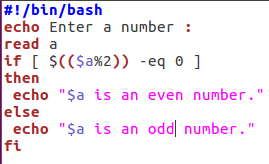 #!/bin/bash
echo Enter a number :
read a
if [ $(($a%2)) -eq 0 ]
then
 echo "$a is an even number."
else
 echo "$a is an odd number."
fi